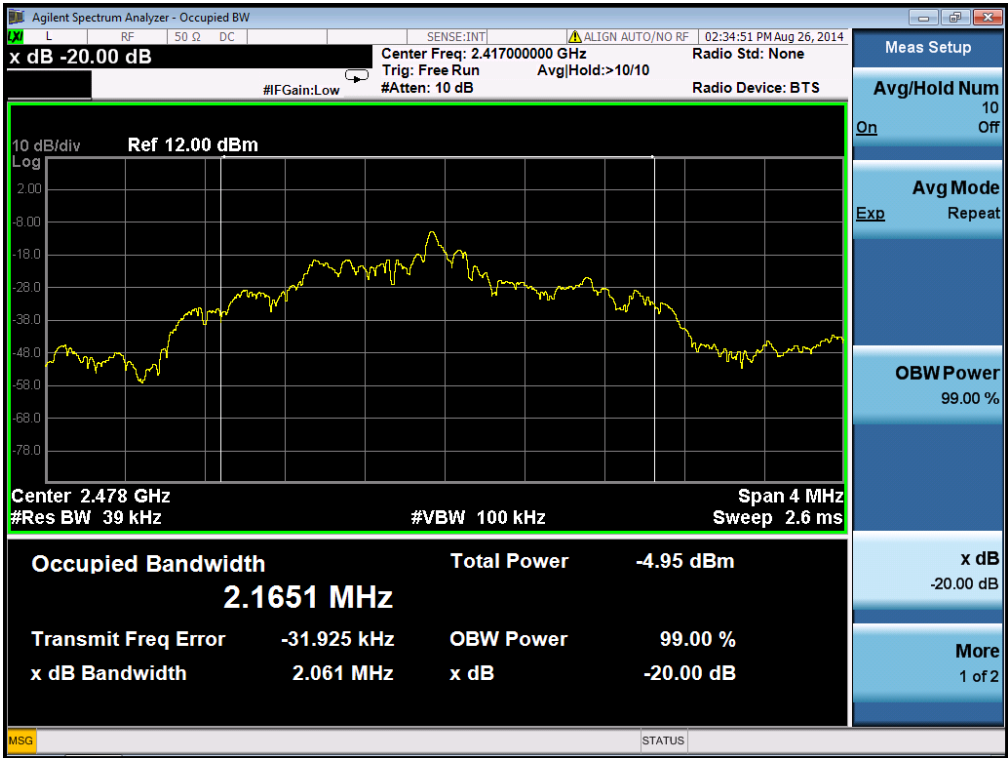 Agilent Spectrum Analyzer - Occupied BW
LXI L RF 50 Ω DC SENSE:INT ALIGN AUTO/NO RF 02:34:51 PM Aug 26, 2014
x dB -20.00 dB
Center Freq: 2.417000000 GHz
Radio Std: None
Trig: Free Run Avg|Hold:>10/10
#IFGain:Low
#Atten: 10 dB
Radio Device: BTS
10 dB/div Ref 12.00 dBm
Log
2.00
-8.00
-18.0
-28.0
-38.0
-48.0
-58.0
-68.0
-78.0
Center 2.478 GHz
Span 4 MHz
#Res BW 39 kHz
#VBW 100 kHz
Sweep 2.6 ms
Occupied Bandwidth
2.1651 MHz
Total Power -4.95 dBm
Transmit Freq Error -31.925 kHz
OBW Power 99.00 %
x dB Bandwidth 2.061 MHz
x dB -20.00 dB
Meas Setup
Avg/Hold Num
10
On Off
Avg Mode
Exp Repeat
OBW Power
99.00 %
x dB
-20.00 dB
More
1 of 2
MSG
STATUS